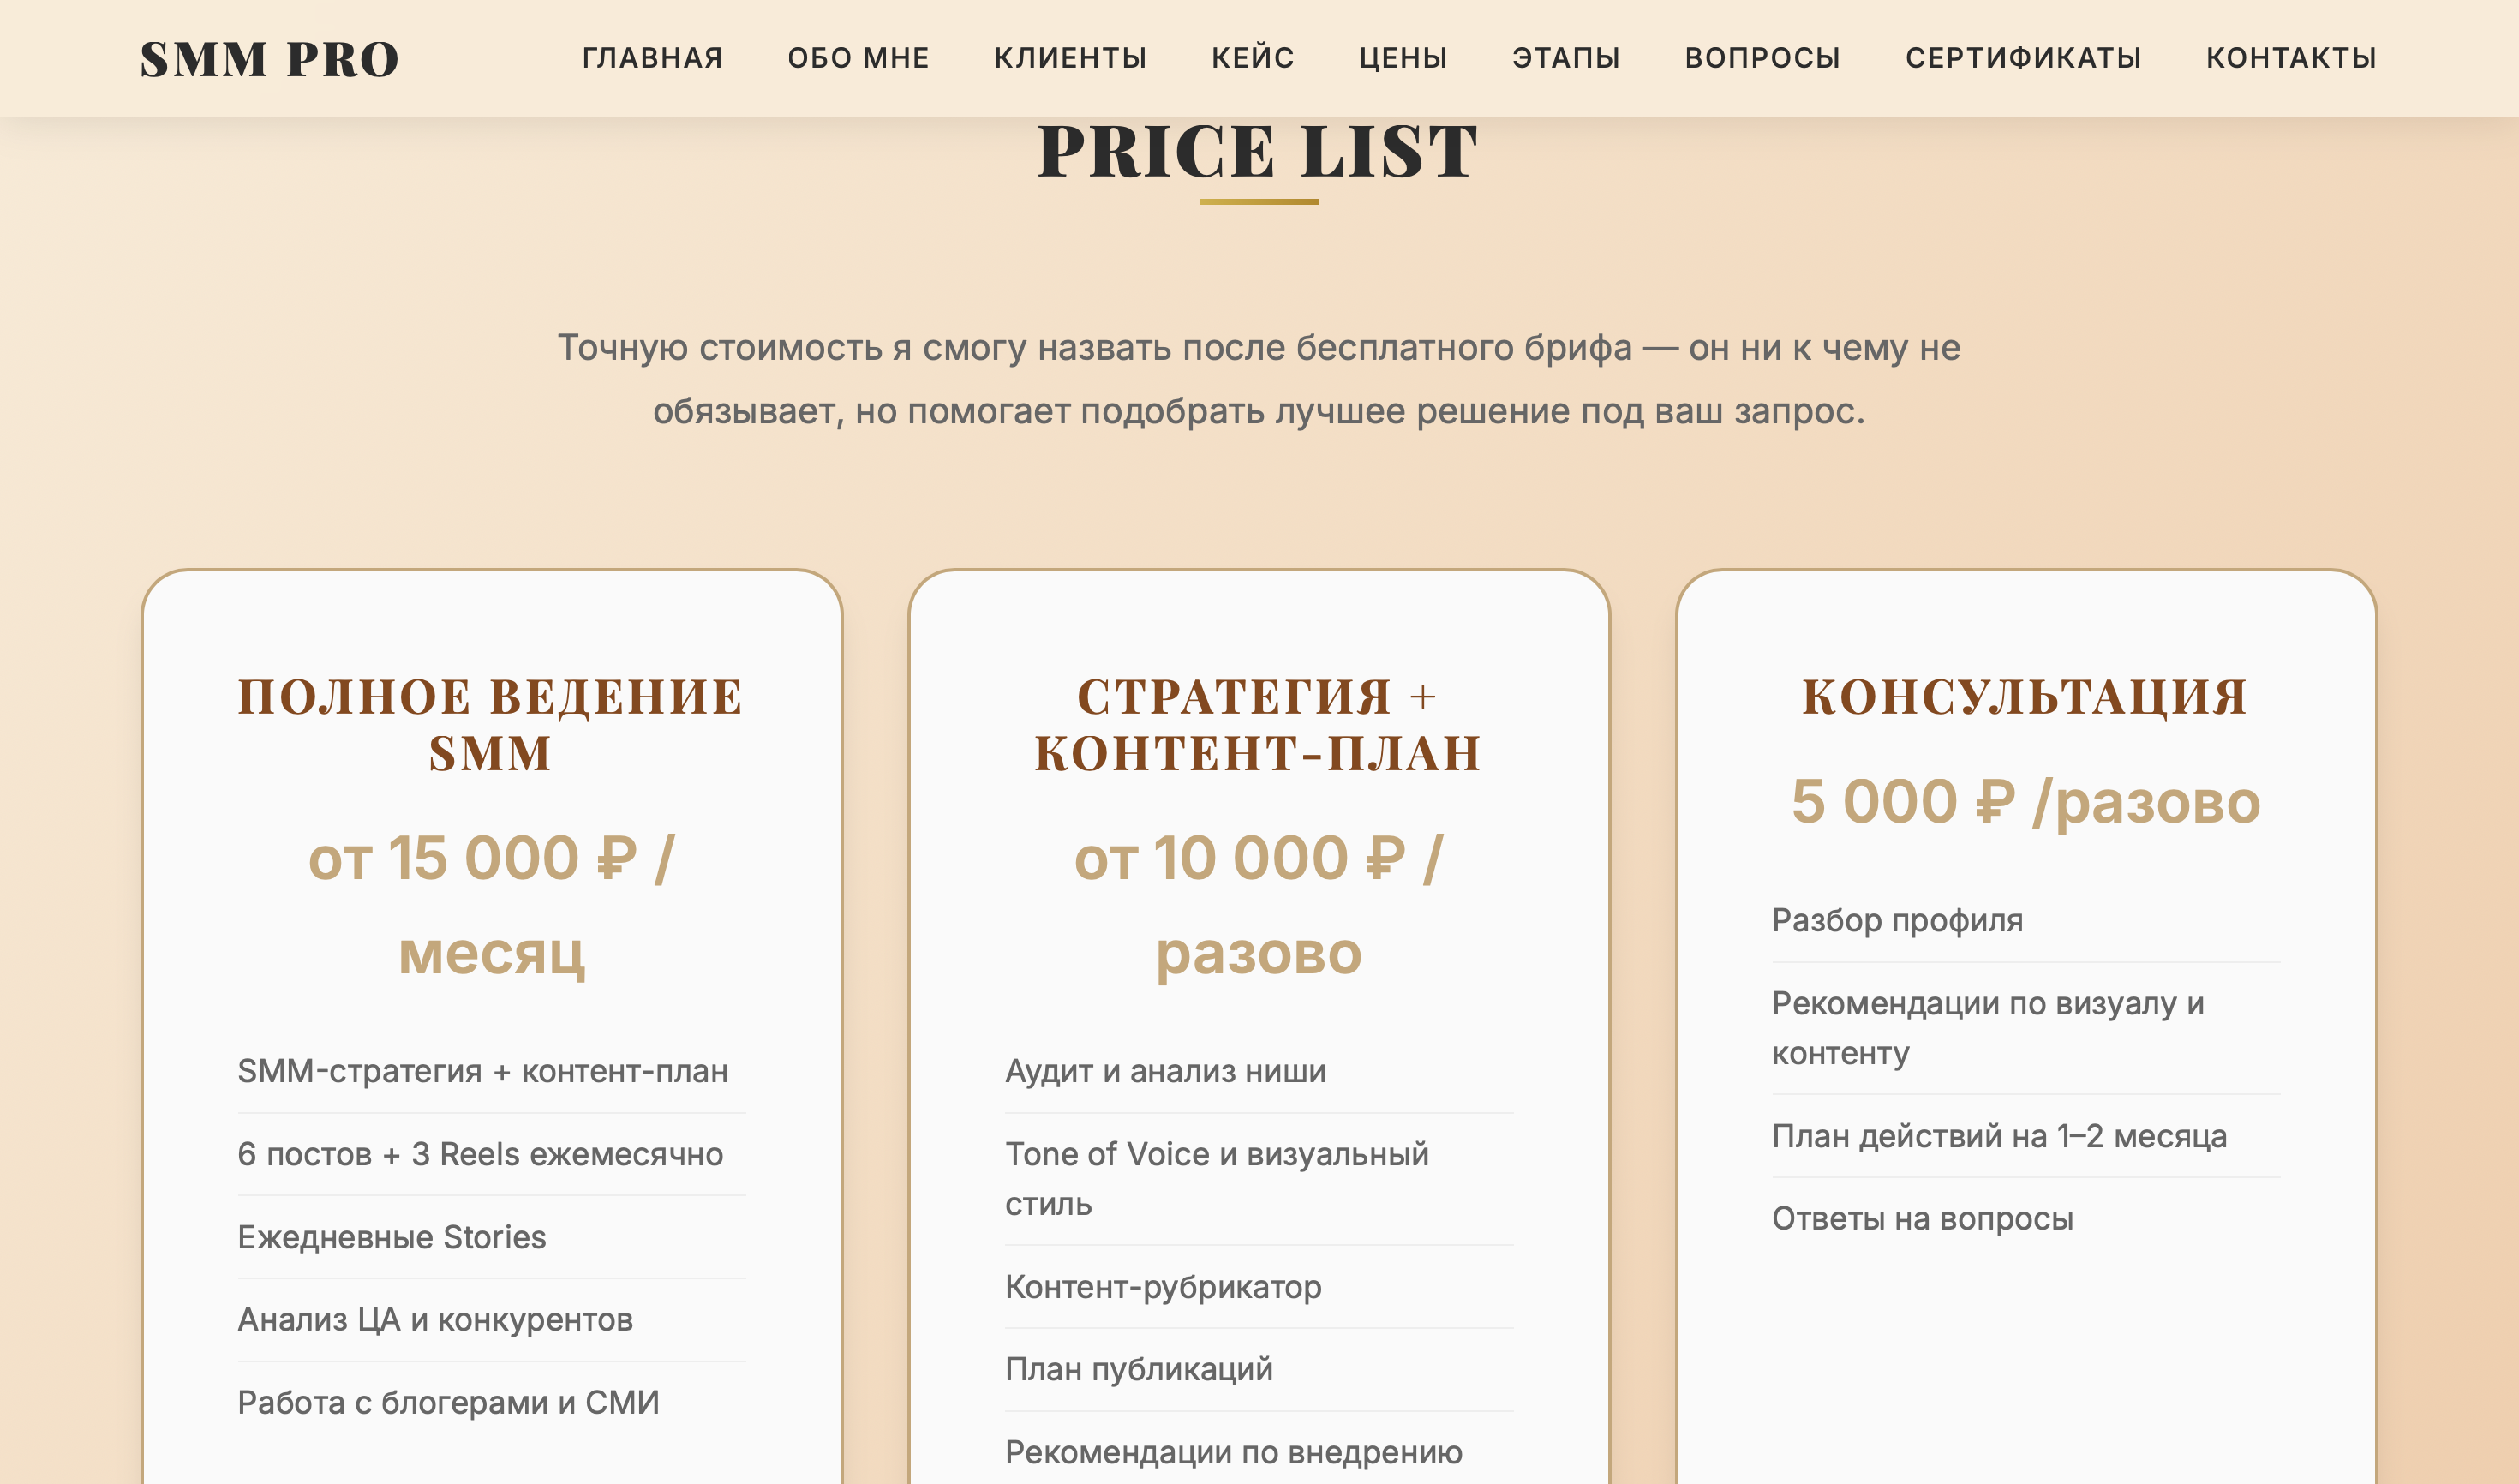 SMM PRO
ГЛАВНАЯ
ОБО МНЕ
КЛИЕНТЫ
КЕЙС
ЦЕНЫ
ЭТАПЫ
ВОПРОСЫ
СЕРТИФИКАТЫ
КОНТАКТЫ
PRICE LIST
Точную стоимость я смогу назвать после бесплатного брифа — он ни к чему не
обязывает, но помогает подобрать лучшее решение под ваш запрос.
ПОЛНОЕ ВЕДЕНИЕ
SMM
от 15 000 ₽ /
месяц
SMM-стратегия + контент-план
6 постов + 3 Reels ежемесячно
Ежедневные Stories
Анализ ЦА и конкурентов
Работа с блогерами и СМИ
СТРАТЕГИЯ +
КОНТЕНТ-ПЛАН
от 10 000 ₽ /
разово
Аудит и анализ ниши
Tone of Voice и визуальный
стиль
Контент-рубрикатор
План публикаций
Рекомендации по внедрению
КОНСУЛЬТАЦИЯ
5 000 ₽ /разово
Разбор профиля
Рекомендации по визуалу и
контенту
План действий на 1–2 месяца
Ответы на вопросы